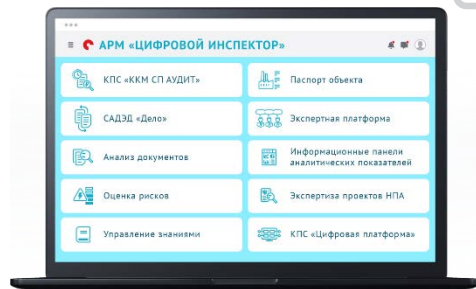 АРМ «ЦИФРОВОЙ ИНСПЕКТОР»
КПС «ККМ СП АУДИТ»
Паспорт объекта
САДЭД «Дело»
Экспертная платформа
Анализ документов
Информационные панели
аналитических показателей
Оценка рисков
Экспертиза проектов НПА
Управление знаниями
КПС «Цифровая платформа»